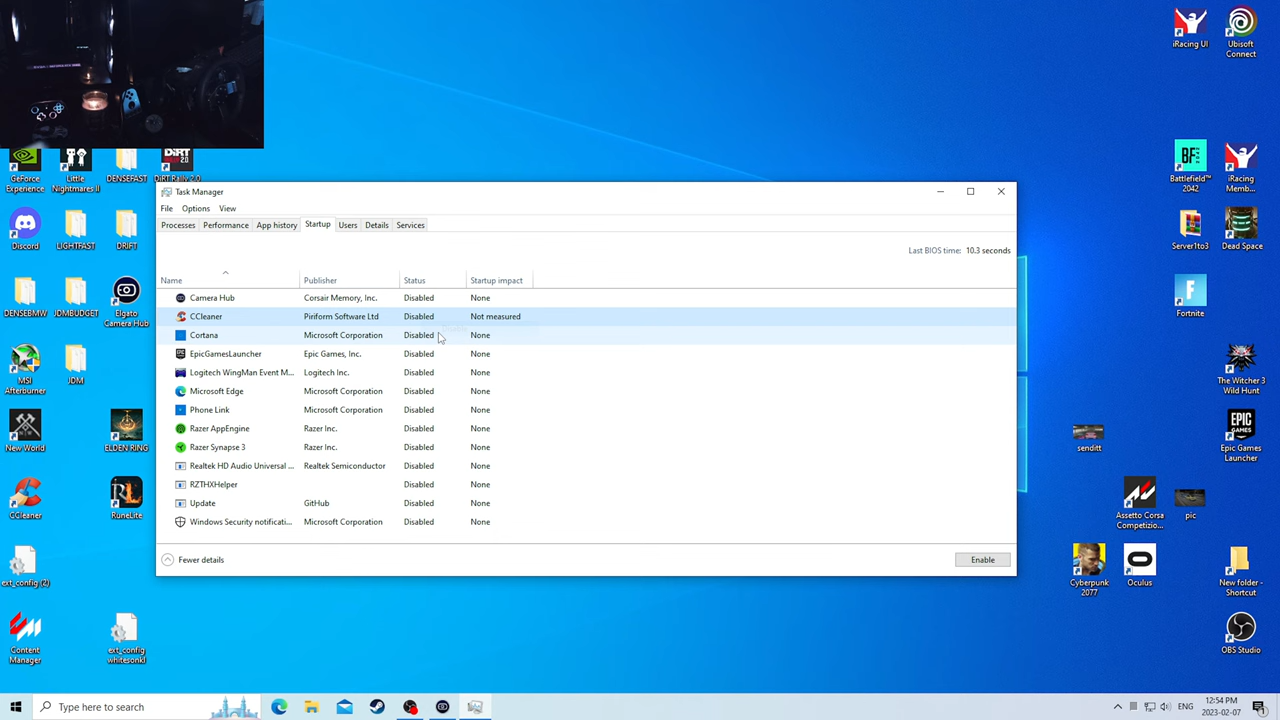 iRacing UI
Ubisoft
Connect
GeForce
Experience
Little
Nightmares II
DENSEFAST
DiRT Rally 2.0
Battlefield™
2042
iRacing
Memb...
Discord
LIGHTFAST
DRIFT
Server1to3
Dead Space
DENSEBMW
JDMBUDGET
Elgato
Camera Hub
Fortnite
MSI
Afterburner
JDM
The Witcher 3
Wild Hunt
New World
ELDEN RING
senditt
Epic Games
Launcher
CCleaner
RuneLite
Assetto Corsa
Competizio...
pic
ext_config (2)
Cyberpunk
2077
Oculus
New folder -
Shortcut
Content
Manager
ext_config
whitesonkl
OBS Studio
Task Manager
File Options View
Processes Performance App history Startup Users Details Services
Last BIOS time: 10.3 seconds
Name Publisher Status Startup impact
Camera Hub Corsair Memory, Inc. Disabled None
CCleaner Piriform Software Ltd Disabled Not measured
Cortana Microsoft Corporation Disabled None
EpicGamesLauncher Epic Games, Inc. Disabled None
Logitech WingMan Event M... Logitech Inc. Disabled None
Microsoft Edge Microsoft Corporation Disabled None
Phone Link Microsoft Corporation Disabled None
Razer AppEngine Razer Inc. Disabled None
Razer Synapse 3 Razer Inc. Disabled None
Realtek HD Audio Universal ... Realtek Semiconductor Disabled None
RZTHXHelper Disabled None
Update GitHub Disabled None
Windows Security notificati... Microsoft Corporation Disabled None
Fewer details
Enable
Type here to search
ENG
12:54 PM
2023-02-07